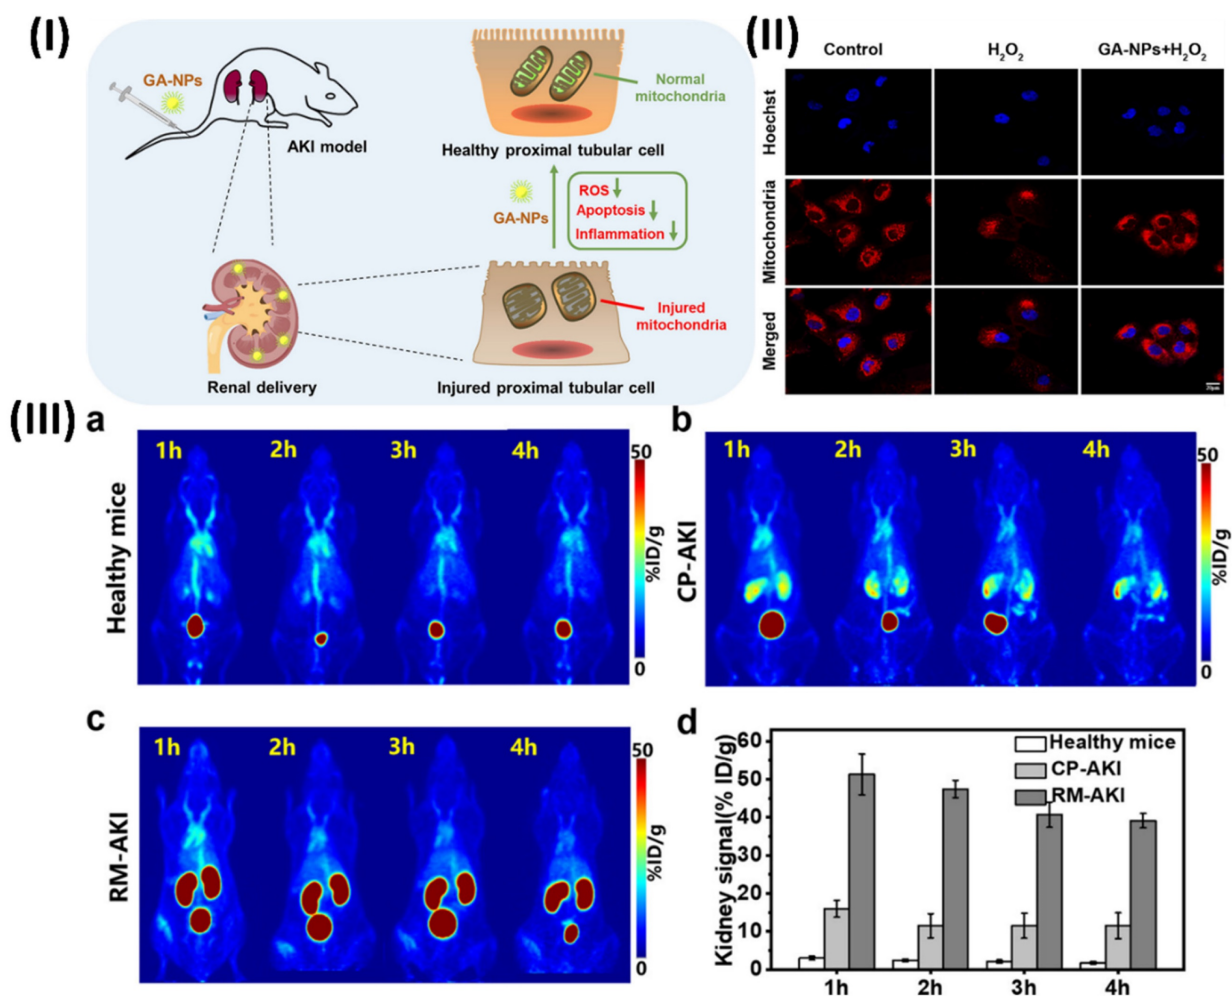 (I)
GA-NPs
AKI model
Normal
mitochondria
Healthy proximal tubular cell
GA-NPs
ROS
Apoptosis
Inflammation
Injured
mitochondria
Renal delivery
Injured proximal tubular cell
(II)
Control
H₂O₂
GA-NPs+H₂O₂
Hoechst
Mitochondria
Merged
20μm
(III)
a
Healthy mice
1h 2h 3h 4h
50
%ID/g
0
b
CP-AKI
1h 2h 3h 4h
50
%ID/g
0
c
RM-AKI
1h 2h 3h 4h
50
%ID/g
0
d
Kidney signal(% ID/g)
60
50
40
30
20
10
0
Healthy mice
CP-AKI
RM-AKI
1h 2h 3h 4h